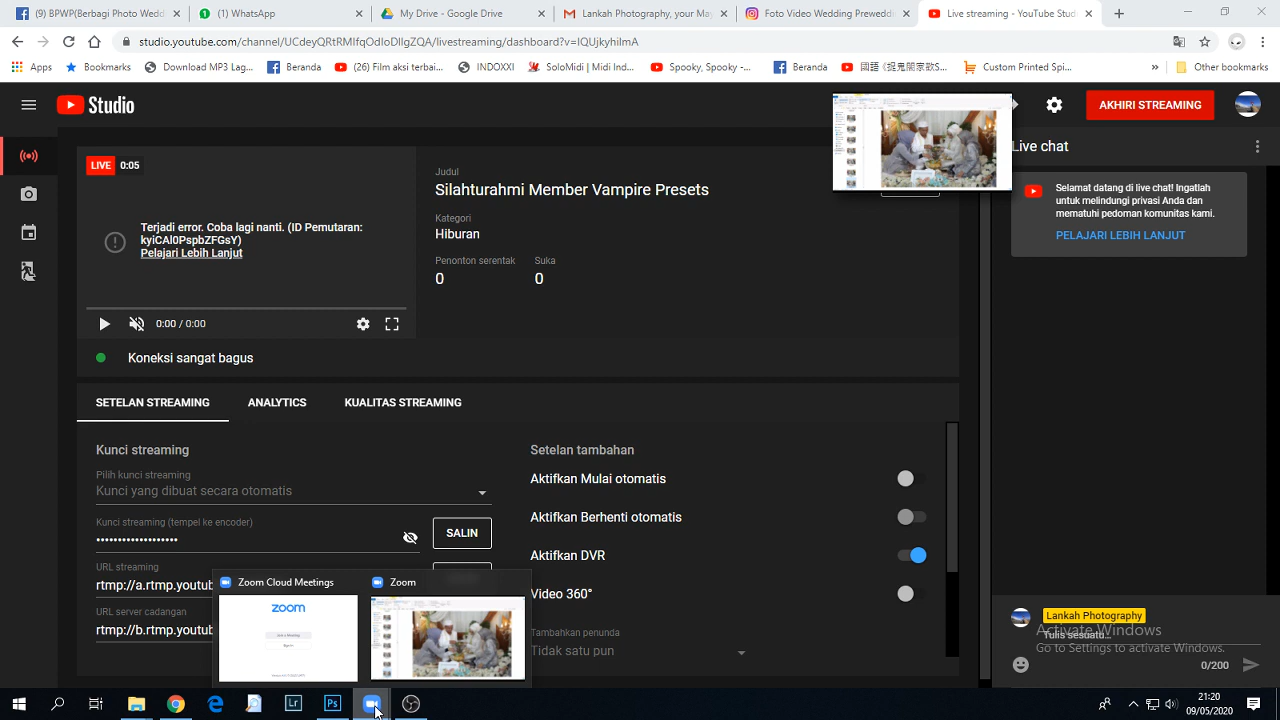 (9) BPWP(Berbagi Photo Weddin
(1) WhatsApp
My Drive - Google Drive
Lankah Photography, your May
Foto Video Wedding Preweddi
Live streaming - YouTube Stud
studio.youtube.com/channel/UCdeyQRtRMIfqOdIoDIlgZQA/livestreaming/dashboard?v=IQUjkyhiImA
Apps
Bookmarks
Download MP3 Lag...
Beranda
(26) Film aksi terba...
INDOXXI
SoloMidi | Midi Ind...
Spooky, Spooky -...
Beranda
Custom Printed Spi...
»
Other bookmarks
Studio
AKHIRI STREAMING
LIVE 0:05
Terjadi error. Coba lagi nanti. (ID Pemutaran:
kyICAl0PspbZFGsY)
Pelajari Lebih Lanjut
0:00 / 0:00
Judul
Silahturahmi Member Vampire Presets
Kategori
Hiburan
Penonton serentak
Suka
0
0
Koneksi sangat bagus
SETELAN STREAMING
ANALYTICS
KUALITAS STREAMING
Kunci streaming
Pilih kunci streaming
Kunci yang dibuat secara otomatis
Kunci streaming (tempel ke encoder)
•••••••••••••••••••
SALIN
URL streaming
rtmp://a.rtmp.youtub
rtmp://b.rtmp.youtub
Setelan tambahan
Aktifkan Mulai otomatis
Aktifkan Berhenti otomatis
Aktifkan DVR
Video 360°
Tambahkan penunda
Tidak satu pun
Zoom Cloud Meetings
Zoom
zoom
Live chat
Selamat datang di live chat! Ingatlah
untuk melindungi privasi Anda dan
mematuhi pedoman komunitas kami.
PELAJARI LEBIH LANJUT
Lankah Photography
Tulis sesuatu...
Activate Windows
Go to Settings to activate Windows.
0/200
Lr
Ps
21:20
09/05/2020